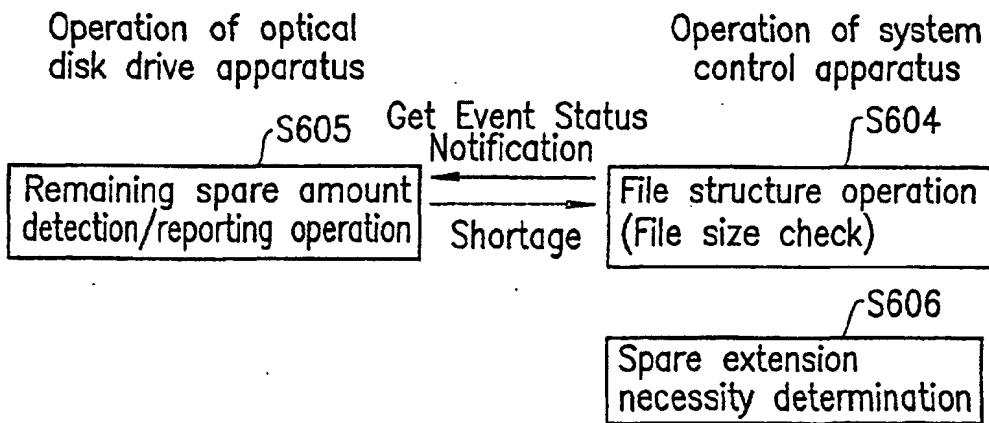 Operation of optical
disk drive apparatus
Operation of system
control apparatus
S605
Get Event Status
Notification
S604
Remaining spare amount
detection/reporting operation
Shortage
File structure operation
(File size check)
S606
Spare extension
necessity determination